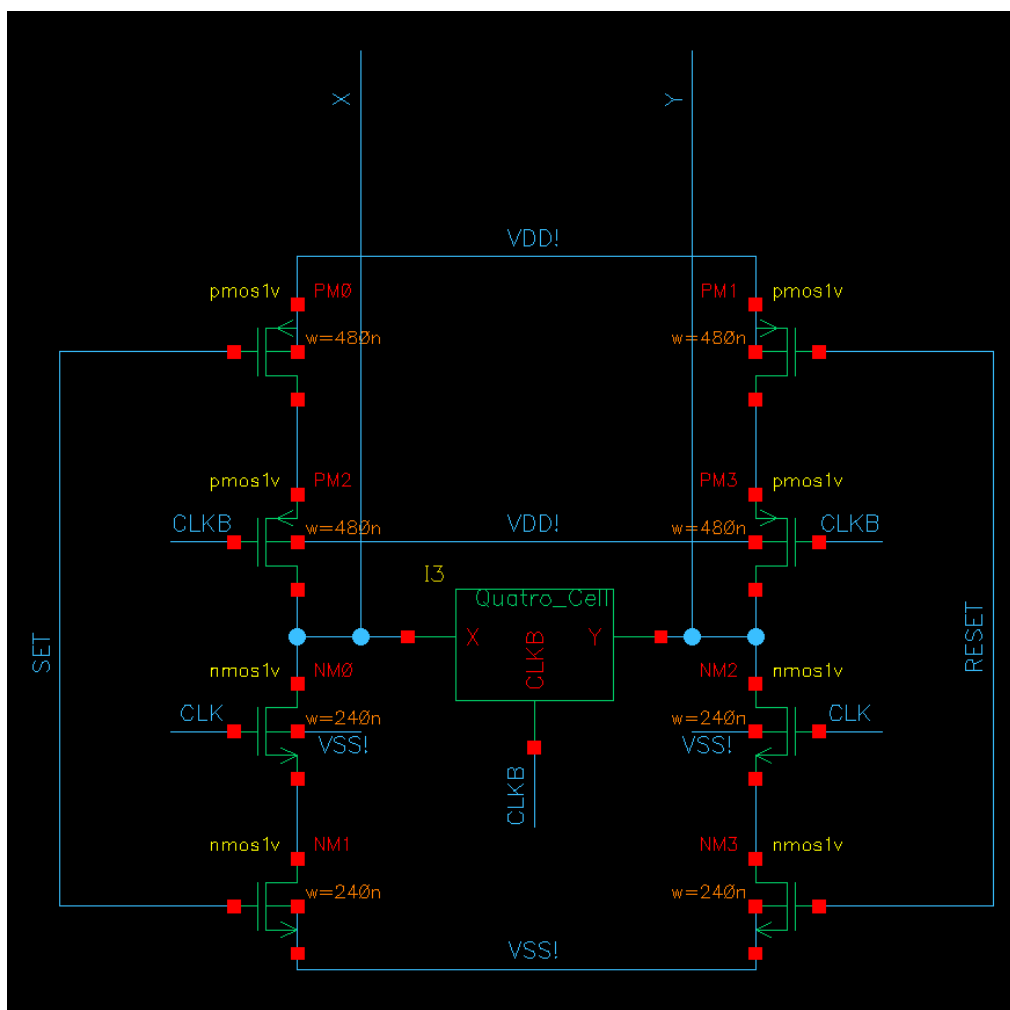 X
Y
VDD!
pmos1v PM0 PM1 pmos1v
w=480n w=480n
pmos1v PM2 PM3 pmos1v
CLKB w=480n VDD! w=480n CLKB
I3
Quatro_Cell
X CLKB Y
SET
RESET
nmos1v NM0 NM2 nmos1v
CLK w=240n w=240n CLK
VSS! VSS!
CLKB
nmos1v NM1 NM3 nmos1v
w=240n w=240n
VSS!